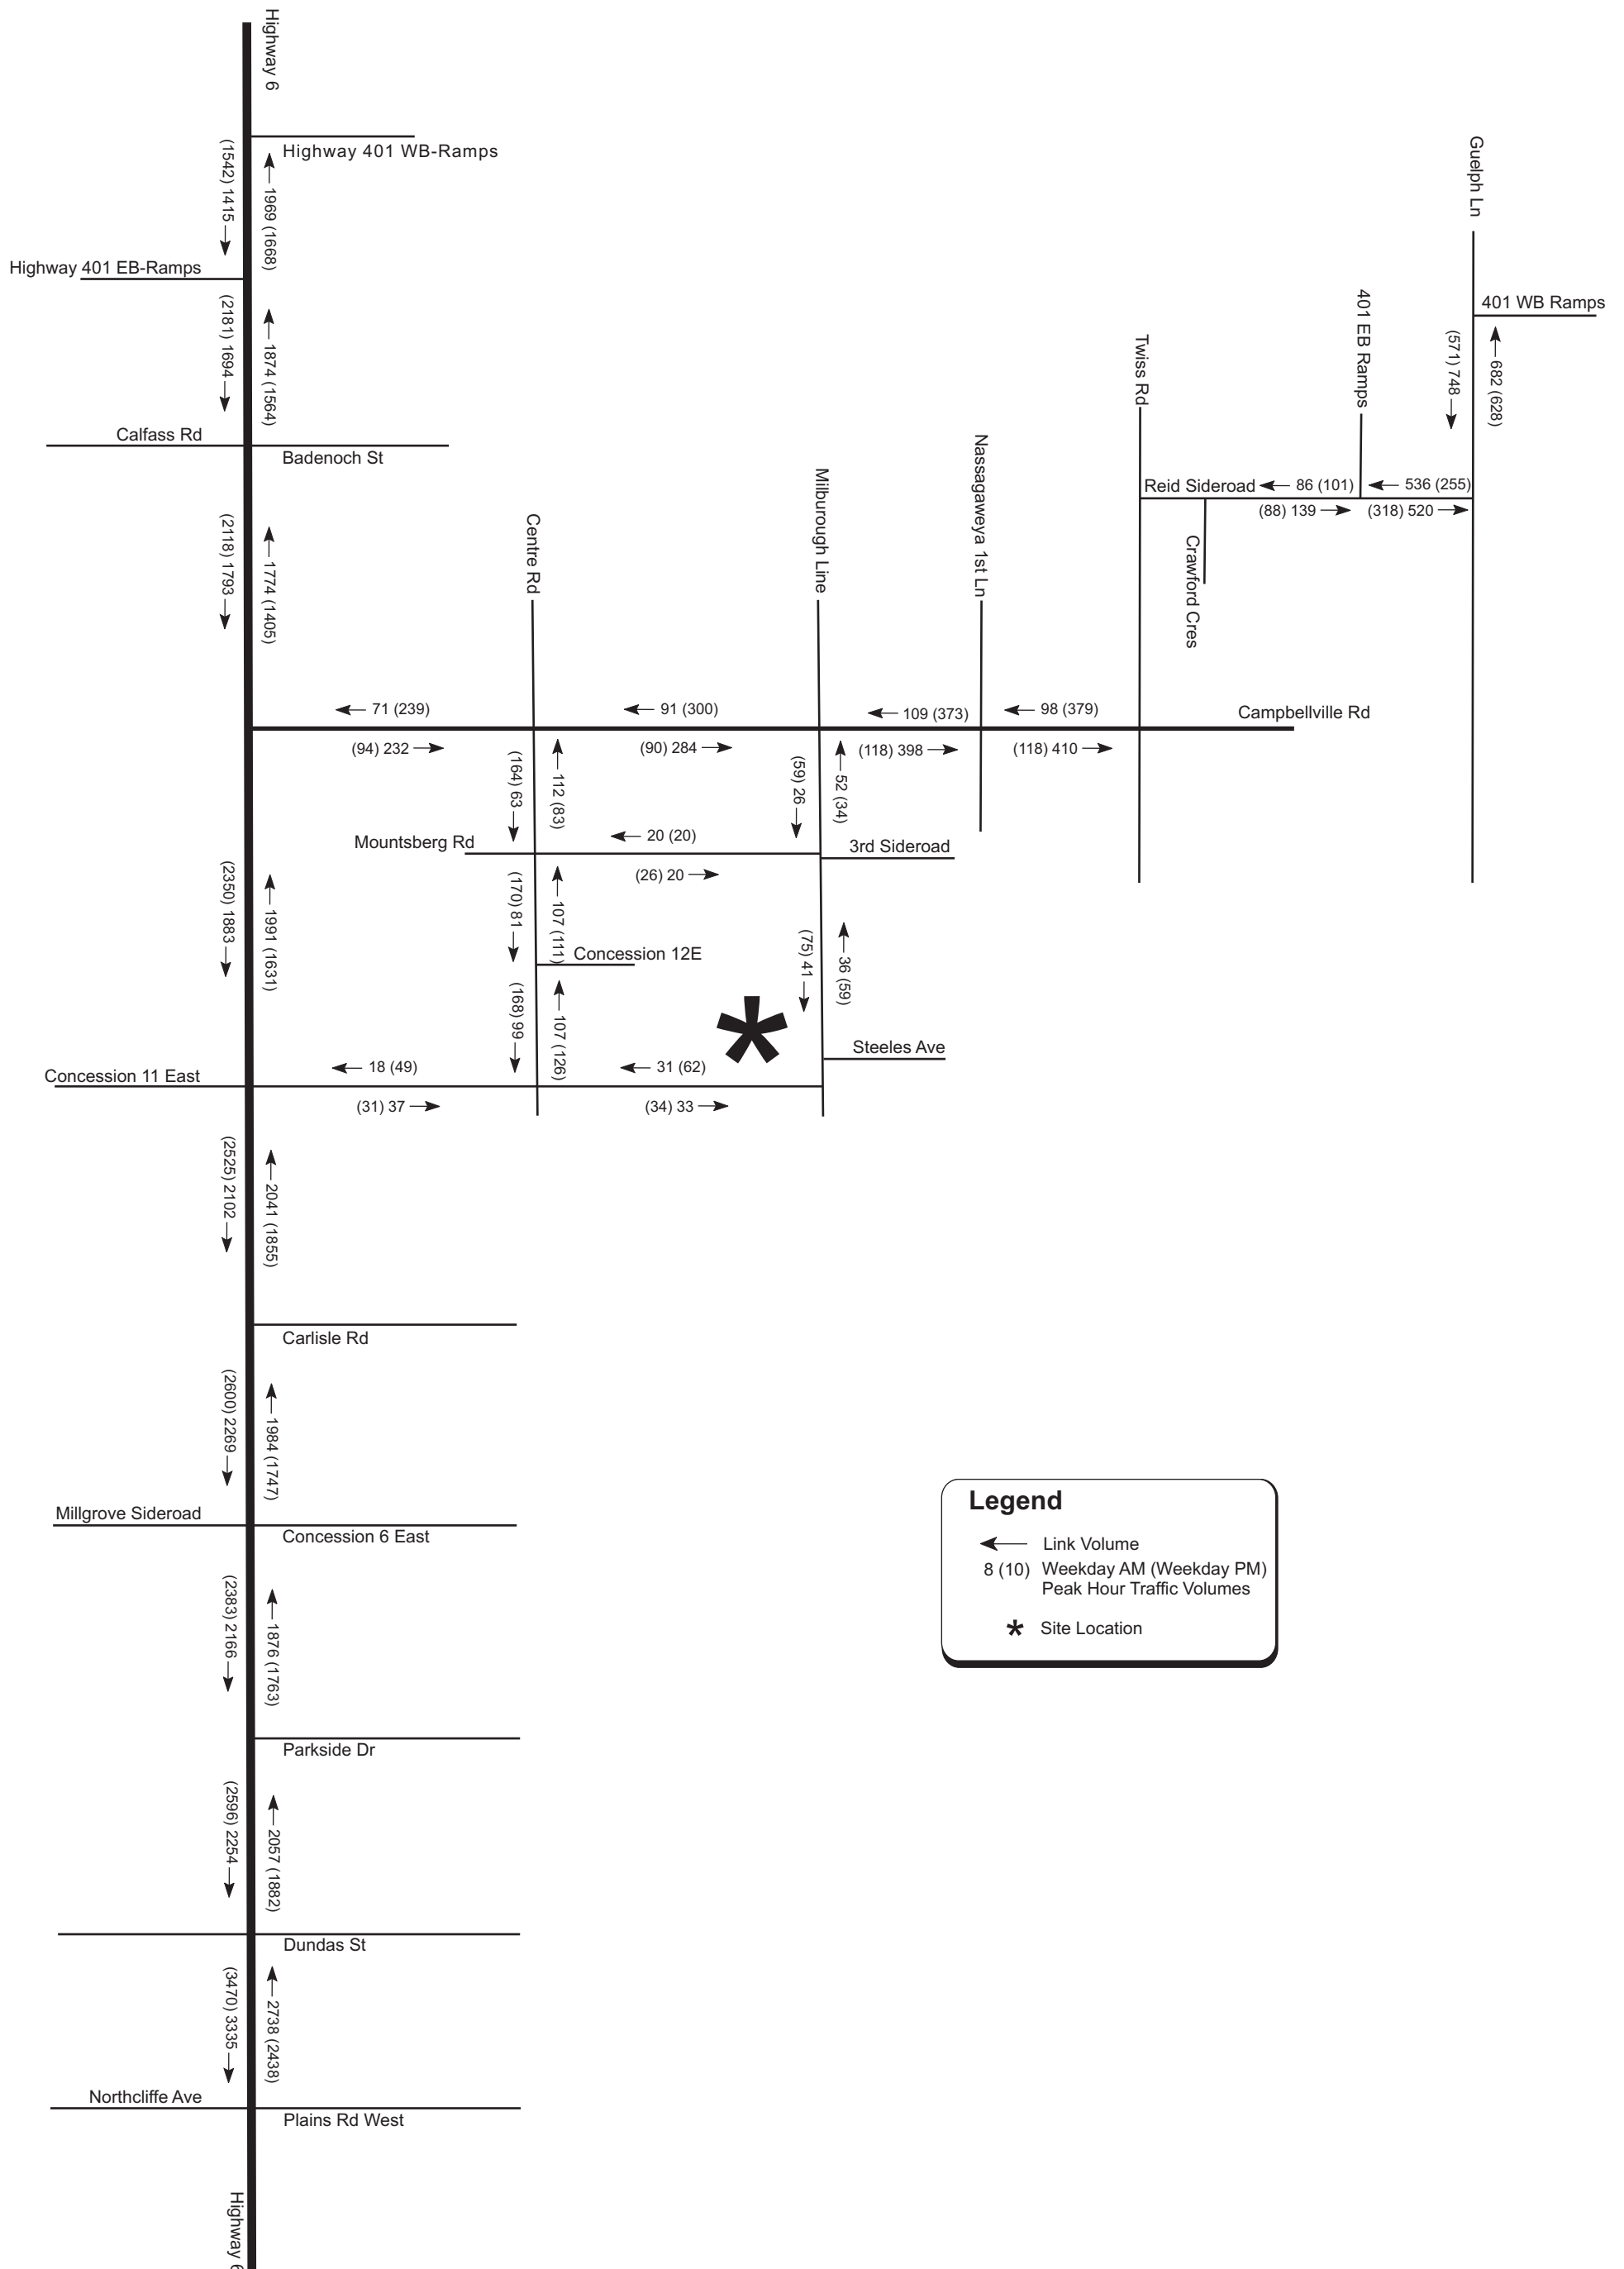 Highway 6
Highway 401 WB-Ramps
(1542) 1415
1969 (1668)
Guelph Ln
Highway 401 EB-Ramps
401 WB Ramps
401 EB Ramps
(2181) 1694
1874 (1564)
(571) 748
682 (628)
Twiss Rd
Calfass Rd
Badenoch St
Nassagaweya 1st Ln
Milburough Line
Reid Sideroad
86 (101)
536 (255)
(88) 139
(318) 520
Centre Rd
Crawford Cres
(2118) 1793
1774 (1405)
71 (239)
91 (300)
109 (373)
98 (379)
Campbellville Rd
(94) 232
(90) 284
(118) 398
(118) 410
(164) 63
112 (83)
(59) 26
52 (34)
Mountsberg Rd
20 (20)
3rd Sideroad
(26) 20
(2350) 1883
1991 (1631)
(170) 81
107 (111)
(75) 41
36 (59)
Concession 12E
(168) 99
107 (126)
Steeles Ave
Concession 11 East
18 (49)
31 (62)
(31) 37
(34) 33
(2525) 2102
2041 (1855)
Carlisle Rd
(2600) 2269
1984 (1747)
Millgrove Sideroad
Concession 6 East
Legend
Link Volume
8 (10) Weekday AM (Weekday PM)
Peak Hour Traffic Volumes
* Site Location
(2383) 2166
1876 (1763)
Parkside Dr
(2596) 2254
2057 (1882)
Dundas St
(3470) 3335
2738 (2438)
Northcliffe Ave
Plains Rd West
Highway 6